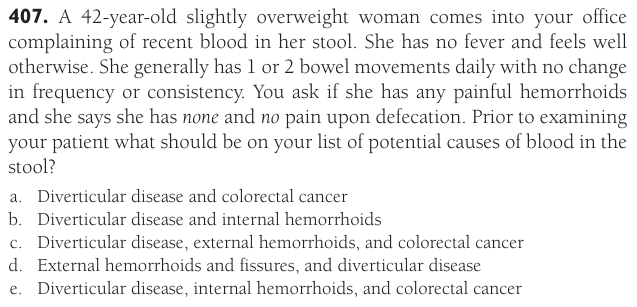 407. A 42-year-old slightly overweight woman comes into your office
complaining of recent blood in her stool. She has no fever and feels well
otherwise. She generally has 1 or 2 bowel movements daily with no change
in frequency or consistency. You ask if she has any painful hemorrhoids
and she says she has none and no pain upon defecation. Prior to examining
your patient what should be on your list of potential causes of blood in the
stool?
a. Diverticular disease and colorectal cancer
b. Diverticular disease and internal hemorrhoids
c. Diverticular disease, external hemorrhoids, and colorectal cancer
d. External hemorrhoids and fissures, and diverticular disease
e. Diverticular disease, internal hemorrhoids, and colorectal cancer